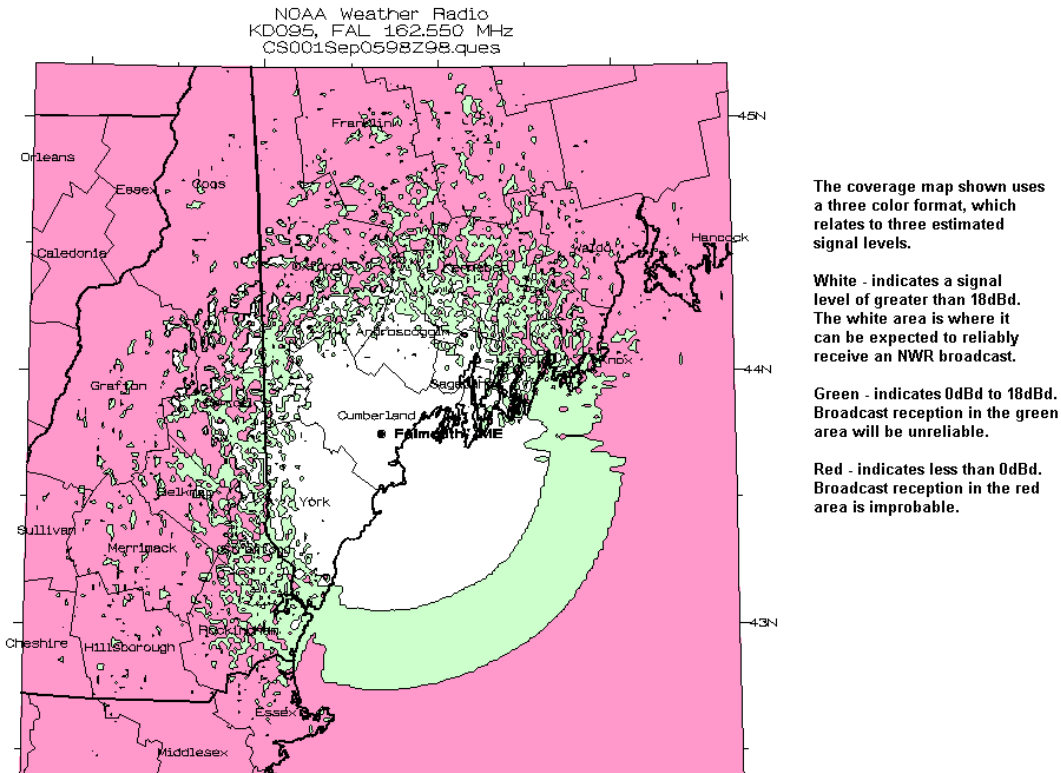 NOAA Weather Radio
KDO95, FAL 162.550 MHz
CS001Sep0598Z98.ques
45N
Franklin
Orleans
Essex
Coos
Hancock
Waldo
Caledonia
Oxford
Kennebec
Androscoggin
Knox
44N
Grafton
Cumberland
Falmouth, ME
Belknap
York
Sullivan
Merrimack
Strafford
43N
Rockingham
Cheshire
Hillsborough
Essex
Middlesex
The coverage map shown uses
a three color format, which
relates to three estimated
signal levels.
White - indicates a signal
level of greater than 18dBd.
The white area is where it
can be expected to reliably
receive an NWR broadcast.
Green - indicates 0dBd to 18dBd.
Broadcast reception in the green
area will be unreliable.
Red - indicates less than 0dBd.
Broadcast reception in the red
area is improbable.